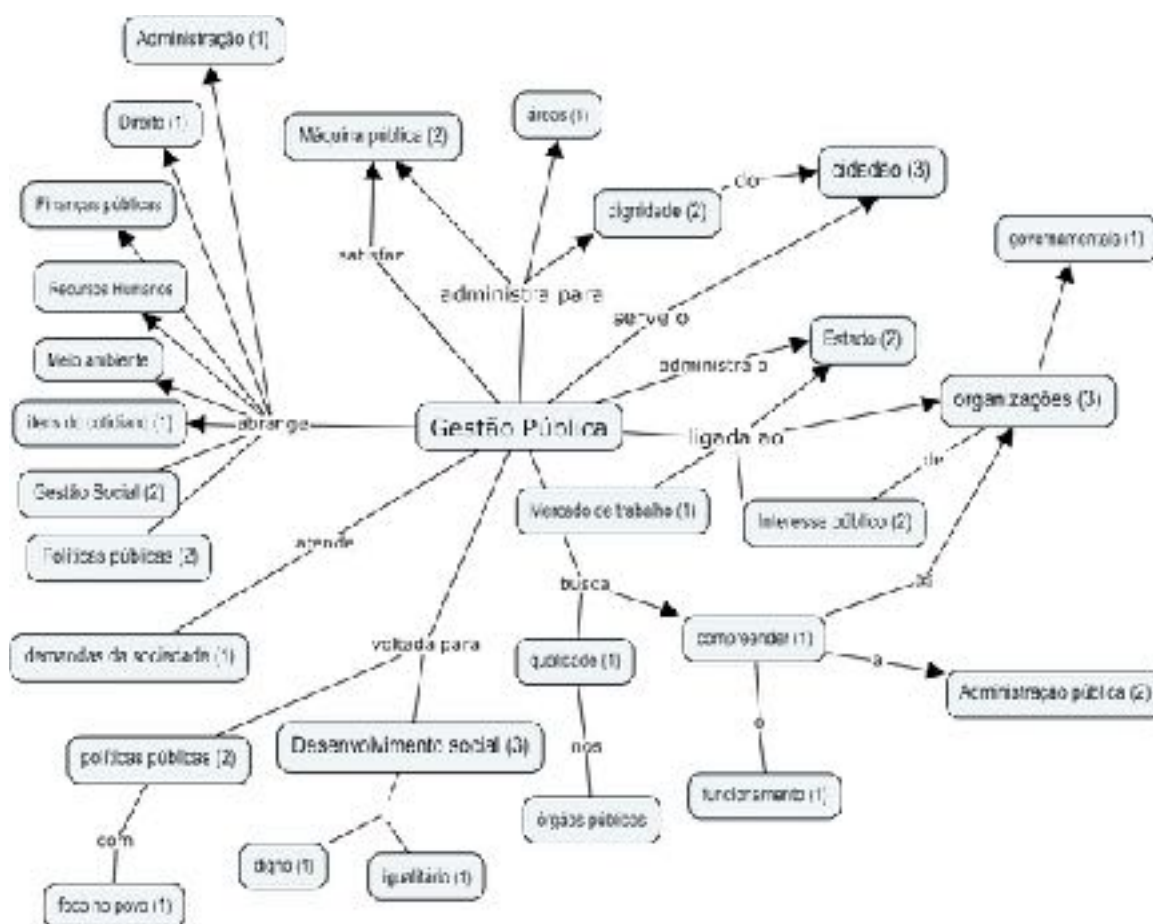 Administração (1)
Direito (1)
Máquina pública (2)
áreas (1)
cidadão (3)
do
dignidade (2)
Finanças públicas
governamentais (1)
satisfaz
administra para
serve o
Recursos Humanos
Estado (2)
Meio ambiente
administra o
organizações (3)
itens do cotidiano (1)
abrange
Gestão Pública
ligada ao
de
Gestão Social (2)
Mercado de trabalho (1)
Interesse público (2)
Políticas públicas (2)
atende
busca
as
demandas da sociedade (1)
voltada para
qualidade (1)
compreender (1)
a
Administração pública (2)
o
políticas públicas (2)
Desenvolvimento social (3)
nos
funcionamento (1)
órgãos públicos
com
digno (1)
igualitário (1)
foco no povo (1)